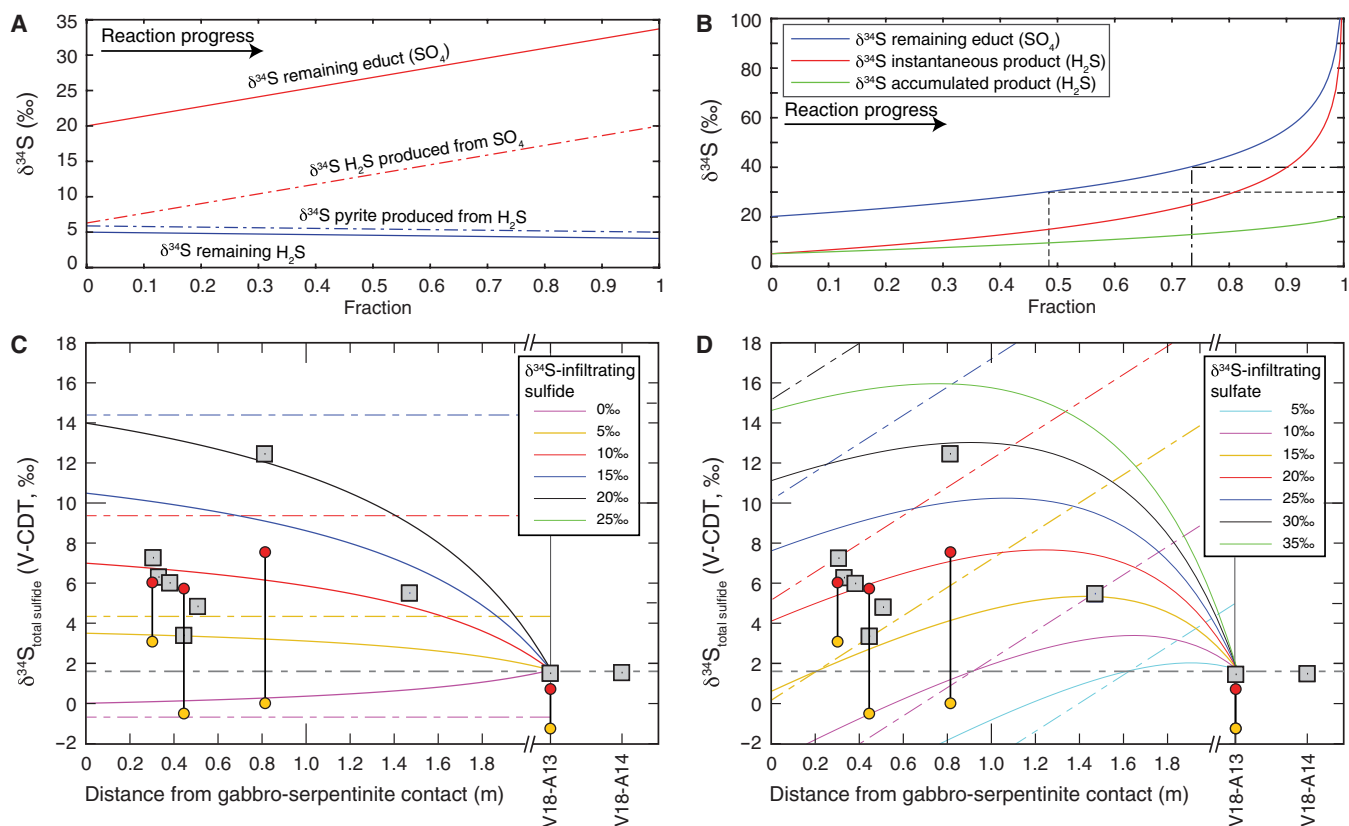 A
35
30
25
20
15
10
5
0
δ³⁴S (‰)
Reaction progress
δ³⁴S remaining educt (SO₄)
δ³⁴S H₂S produced from SO₄
δ³⁴S pyrite produced from H₂S
δ³⁴S remaining H₂S
0 0.1 0.2 0.3 0.4 0.5 0.6 0.7 0.8 0.9 1
Fraction
B
100
80
60
40
20
0
δ³⁴S (‰)
δ³⁴S remaining educt (SO₄)
δ³⁴S instantaneous product (H₂S)
δ³⁴S accumulated product (H₂S)
Reaction progress
0 0.1 0.2 0.3 0.4 0.5 0.6 0.7 0.8 0.9 1
Fraction
C
18
16
14
12
10
8
6
4
2
0
−2
δ³⁴S total sulfide (V-CDT, ‰)
δ³⁴S-infiltrating
sulfide
0‰
5‰
10‰
15‰
20‰
25‰
0 0.2 0.4 0.6 0.8 1.0 1.2 1.4 1.6 1.8
V18-A13
V18-A14
Distance from gabbro-serpentinite contact (m)
D
18
16
14
12
10
8
6
4
2
0
−2
δ³⁴S total sulfide (V-CDT, ‰)
δ³⁴S-infiltrating
sulfate
5‰
10‰
15‰
20‰
25‰
30‰
35‰
0 0.2 0.4 0.6 0.8 1.0 1.2 1.4 1.6 1.8
V18-A13
V18-A14
Distance from gabbro-serpentinite contact (m)